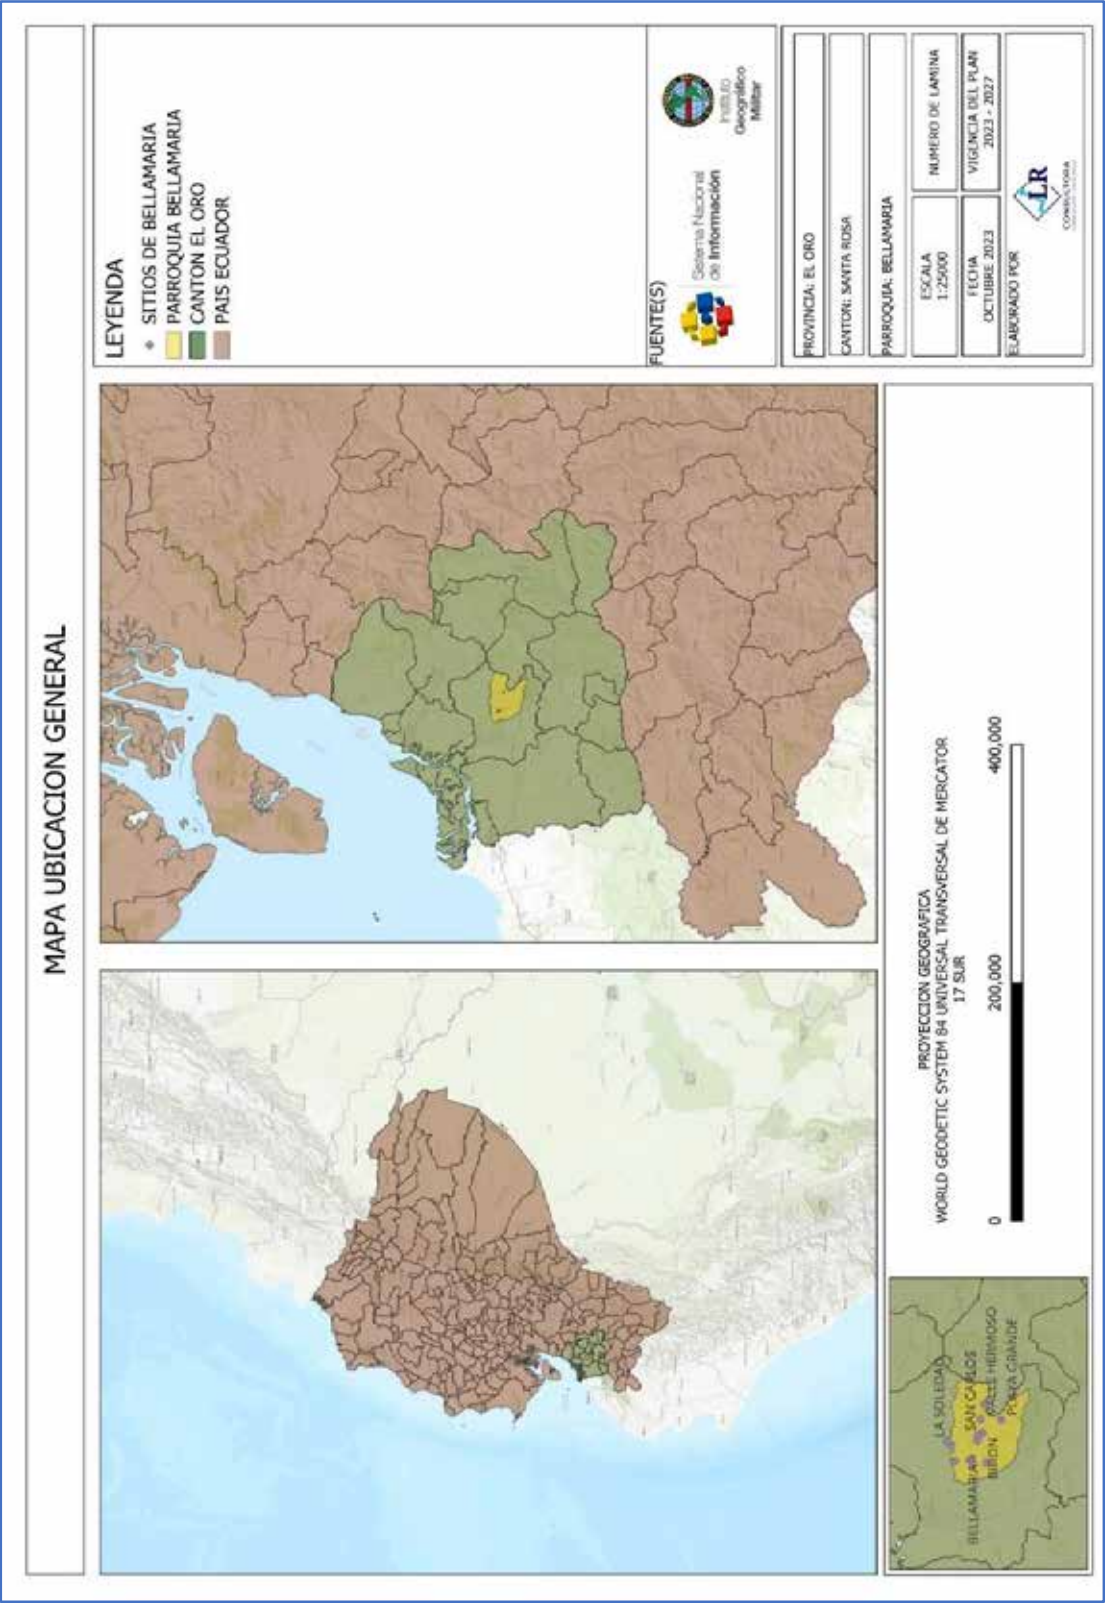 MAPA UBICACION GENERAL
LEYENDA
SITIOS DE BELLAMARIA
PARROQUIA BELLAMARIA
CANTON EL ORO
PAIS ECUADOR
FUENTE(S)
Sistema Nacional
de Información
Instituto
Geográfico
Militar
PROVINCIA: EL ORO
CANTON: SANTA ROSA
PARROQUIA: BELLAMARIA
ESCALA
1:25000
NUMERO DE LAMINA
FECHA
OCTUBRE 2023
VIGENCIA DEL PLAN
2023 - 2027
ELABORADO POR
LR
CONSULTORA
LA SOLEDAD
SAN CARLOS
VALLE HERMOSO
PLAYA GRANDE
BELLAMARIA
BIRON
PROYECCION GEOGRAFICA
WORLD GEODETIC SYSTEM 84 UNIVERSAL TRANSVERSAL DE MERCATOR
17 SUR
0
200,000
400,000